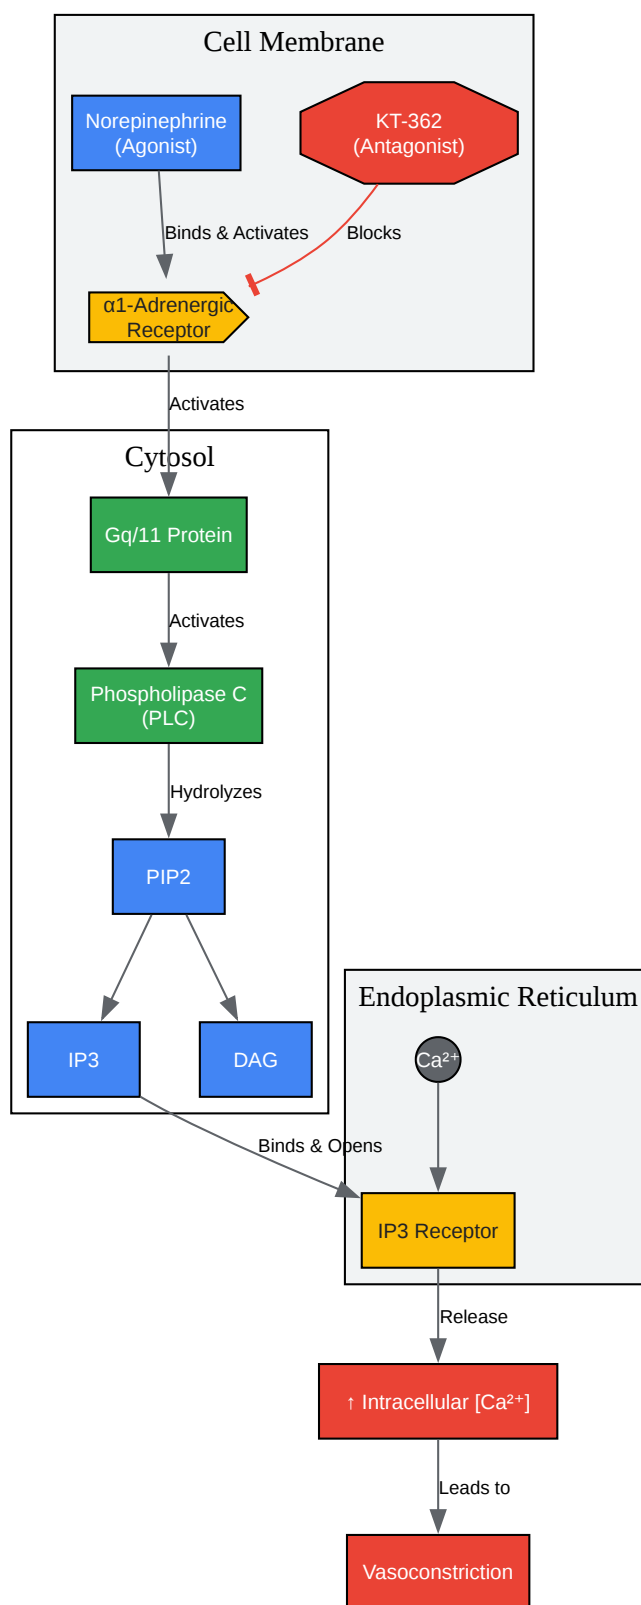 Cell Membrane
Norepinephrine
(Agonist)
KT-362
(Antagonist)
Binds & Activates
Blocks
α1-Adrenergic
Receptor
Activates
Cytosol
Gq/11 Protein
Activates
Phospholipase C
(PLC)
Hydrolyzes
PIP2
IP3
DAG
Endoplasmic Reticulum
Ca²⁺
Binds & Opens
IP3 Receptor
Release
↑ Intracellular [Ca²⁺]
Leads to
Vasoconstriction